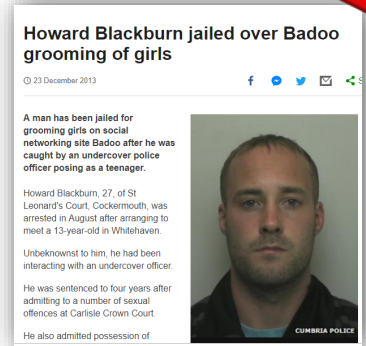 Howard Blackburn jailed over Badoo
grooming of girls
23 December 2013
A man has been jailed for
grooming girls on social
networking site Badoo after he was
caught by an undercover police
officer posing as a teenager.
Howard Blackburn, 27, of St
Leonard's Court, Cockermouth, was
arrested in August after arranging to
meet a 13-year-old in Whitehaven.
Unbeknownst to him, he had been
interacting with an undercover officer.
He was sentenced to four years after
admitting to a number of sexual
offences at Carlisle Crown Court.
He also admitted possession of
CUMBRIA POLICE